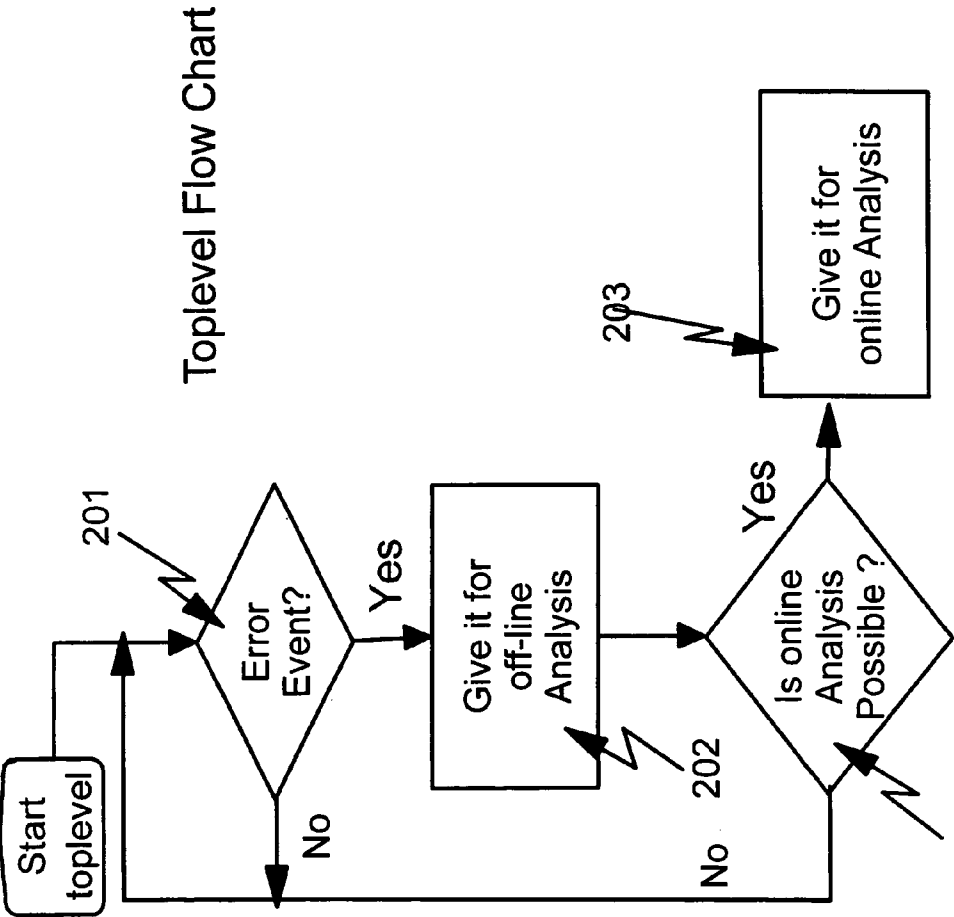 Toplevel Flow Chart
Start
toplevel
201
Error
Event?
No
Yes
Give it for
off-line
Analysis
202
Is online
Analysis
Possible ?
No
Yes
203
Give it for
online Analysis